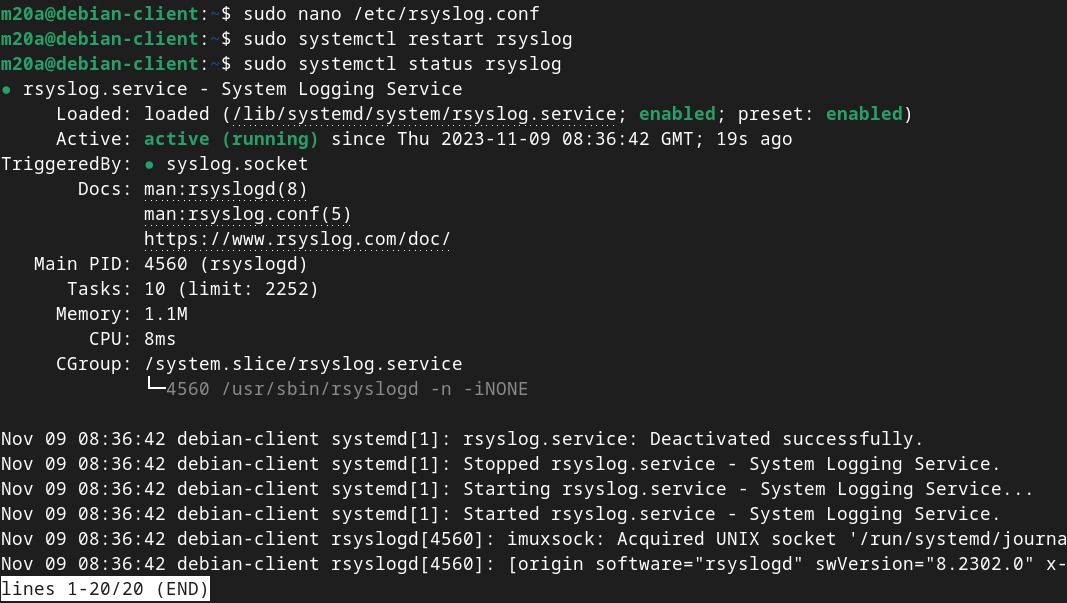 m20a@debian-client:~$ sudo nano /etc/rsyslog.conf
m20a@debian-client:~$ sudo systemctl restart rsyslog
m20a@debian-client:~$ sudo systemctl status rsyslog
● rsyslog.service - System Logging Service
     Loaded: loaded (/lib/systemd/system/rsyslog.service; enabled; preset: enabled)
     Active: active (running) since Thu 2023-11-09 08:36:42 GMT; 19s ago
TriggeredBy: ● syslog.socket
       Docs: man:rsyslogd(8)
             man:rsyslog.conf(5)
             https://www.rsyslog.com/doc/
   Main PID: 4560 (rsyslogd)
      Tasks: 10 (limit: 2252)
     Memory: 1.1M
        CPU: 8ms
     CGroup: /system.slice/rsyslog.service
             └─4560 /usr/sbin/rsyslogd -n -iNONE

Nov 09 08:36:42 debian-client systemd[1]: rsyslog.service: Deactivated successfully.
Nov 09 08:36:42 debian-client systemd[1]: Stopped rsyslog.service - System Logging Service.
Nov 09 08:36:42 debian-client systemd[1]: Starting rsyslog.service - System Logging Service...
Nov 09 08:36:42 debian-client systemd[1]: Started rsyslog.service - System Logging Service.
Nov 09 08:36:42 debian-client rsyslogd[4560]: imuxsock: Acquired UNIX socket '/run/systemd/journa
Nov 09 08:36:42 debian-client rsyslogd[4560]: [origin software="rsyslogd" swVersion="8.2302.0" x-
lines 1-20/20 (END)